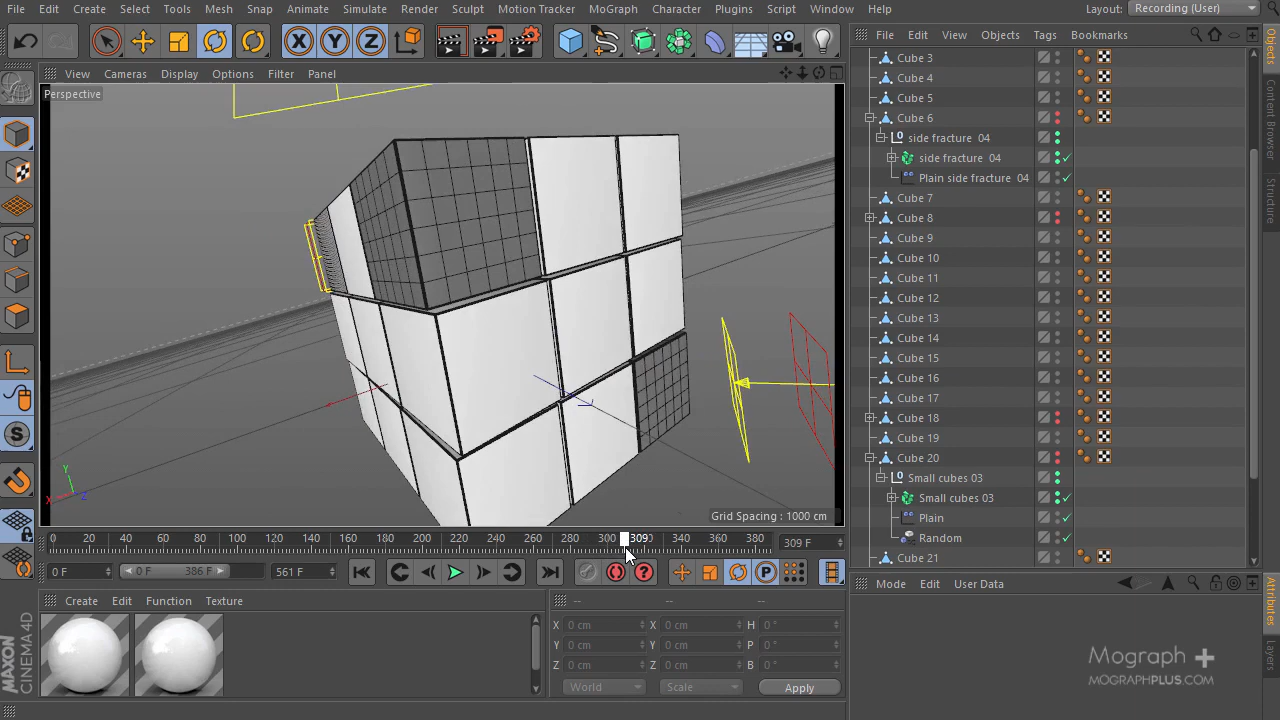 File Edit Create Select Tools Mesh Snap Animate Simulate Render Sculpt Motion Tracker MoGraph Character Plugins Script Window Help Layout: Recording (User)
View Cameras Display Options Filter Panel
Perspective
Grid Spacing : 1000 cm
0 20 40 60 80 100 120 140 160 180 200 220 240 260 280 300 309 340 360 380 309 F
0 F 0 F 386 F 561 F
Create Edit Function Texture
-- -- --
X 0 cm X 0 cm H 0 °
Y 0 cm Y 0 cm P 0 °
Z 0 cm Z 0 cm B 0 °
World Scale Apply
MAXON CINEMA 4D
File Edit View Objects Tags Bookmarks
Cube 3
Cube 4
Cube 5
Cube 6
side fracture 04
side fracture 04
Plain side fracture 04
Cube 7
Cube 8
Cube 9
Cube 10
Cube 11
Cube 12
Cube 13
Cube 14
Cube 15
Cube 16
Cube 17
Cube 18
Cube 19
Cube 20
Small cubes 03
Small cubes 03
Plain
Random
Cube 21
Mode Edit User Data
Objects
Content Browser
Structure
Attributes
Layers
X Y Z
Y
X Z
Mograph +
MOGRAPHPLUS.COM